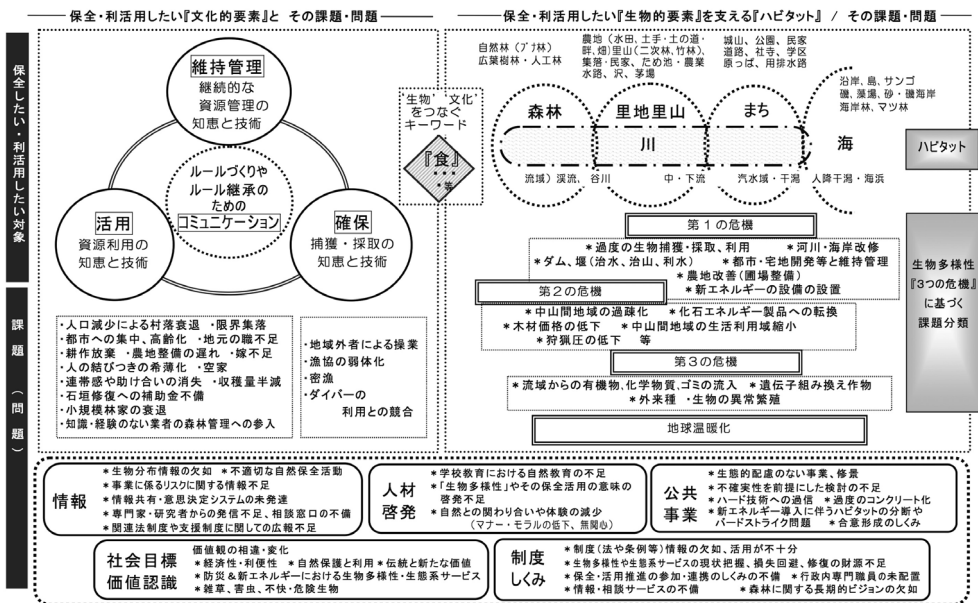 保全・利活用したい『文化的要素』と その課題・問題
保全・利活用したい『生物的要素』を支える『ハビタット』 / その課題・問題
保全したい・利活用したい対象
維持管理
継続的な
資源管理の
知恵と技術
ルールづくりや
ルール継承の
ための
コミュニケーション
活用
資源利用の
知恵と技術
確保
捕獲・採取の
知恵と技術
生物’文化’
をつなぐ
キーワード
『食』
・・・・等
自然林（ブナ林）
広葉樹林・人工林
農地（水田、土手・土の道・
畔,畑）里山（二次林、竹林）、
集落・民家、ため池・農業
水路、沢、茅場
城山、公園、民家
道路、社寺、学区
原っぱ、用排水路
沿岸、島、サンゴ
磯、藻場、砂・磯海岸
海岸林、マツ林
森林
里地里山
まち
川
海
流域）渓流、谷川
中・下流
汽水域・干潟
人降干潟・海浜
ハビタット
課題（問題）
・人口減少による村落衰退 ・限界集落
・都市への集中、高齢化 ・地元の職不足
・耕作放棄 ・農地整備の遅れ ・嫁不足
・人の結びつきの希薄化 ・空家
・連帯感や助け合いの消失 ・収穫量半減
・石垣修復への補助金不備
・小規模林家の衰退
・知識・経験のない業者の森林管理への参入
・地域外者による操業
・漁協の弱体化
・密漁
・ダイバーの
利用との競合
第１の危機
＊過度の生物捕獲・採取、利用 ＊河川・海岸改修
＊ダム、堰（治水、治山、利水） ＊都市・宅地開発等と維持管理
＊農地改善（圃場整備）
＊新エネルギーの設備の設置
第２の危機
＊中山間地域の過疎化 ＊化石エネルギー製品への転換
＊木材価格の低下 ＊中山間地域の生活利用域縮小
＊狩猟圧の低下 等
第３の危機
＊流域からの有機物、化学物質、ゴミの流入 ＊遺伝子組み換え作物
＊外来種 ・生物の異常繁殖
地球温暖化
生物多様性
『3つの危機』
に基づく
課題分類
情報
＊生物分布情報の欠如 ＊不適切な自然保全活動
＊事業に係るリスクに関する情報不足
＊情報共有・意思決定システムの未発達
＊専門家・研究者からの発信不足、相談窓口の不備
＊関連法制度や支援制度に関しての広報不足
人材
啓発
＊学校教育における自然教育の不足
＊「生物多様性」やその保全活用の意味の
啓発不足
＊自然との関わり合いや体験の減少
（マナー・モラルの低下、無関心）
公共
事業
＊生態的配慮のない事業、修景
＊不確実性を前提にした検討の不足
＊ハード技術への過信 ＊過度のコンクリート化
＊新エネルギー導入に伴うハビタットの分断や
バードストライク問題 ＊合意形成のしくみ
社会目標
価値認識
価値観の相違・変化
＊経済性・利便性 ＊自然保護と利用 ＊伝統と新たな価値
＊防災＆新エネルギーにおける生物多様性・生態系サービス
＊雑草、害虫、不快・危険生物
制度
しくみ
＊制度（法や条例等）情報の欠如、活用が不十分
＊生物多様性や生態系サービスの現状把握、損失回避、修復の財源不足
＊保全・活用推進の参加・連携のしくみの不備 ＊行政内専門職員の未配置
＊情報・相談サービスの不備 ＊森林に関する長期的ビジョンの欠如